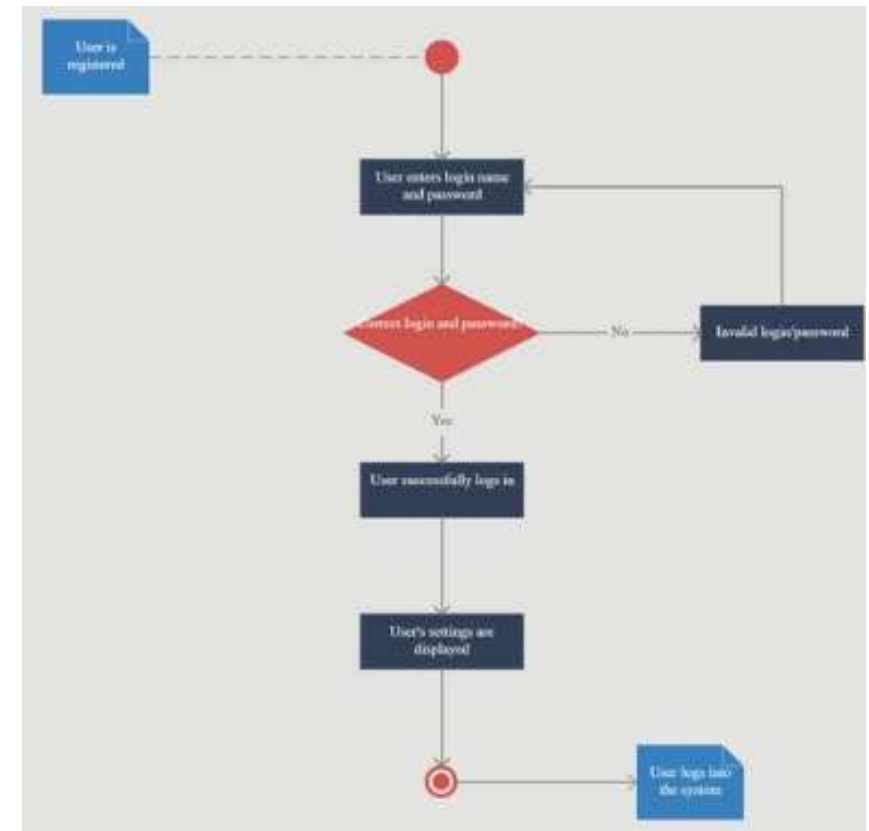 User is
registered
User enters login name
and password
Correct login and password?
No
Invalid login/password
Yes
User successfully logs in
User's settings are
displayed
User logs into
the system